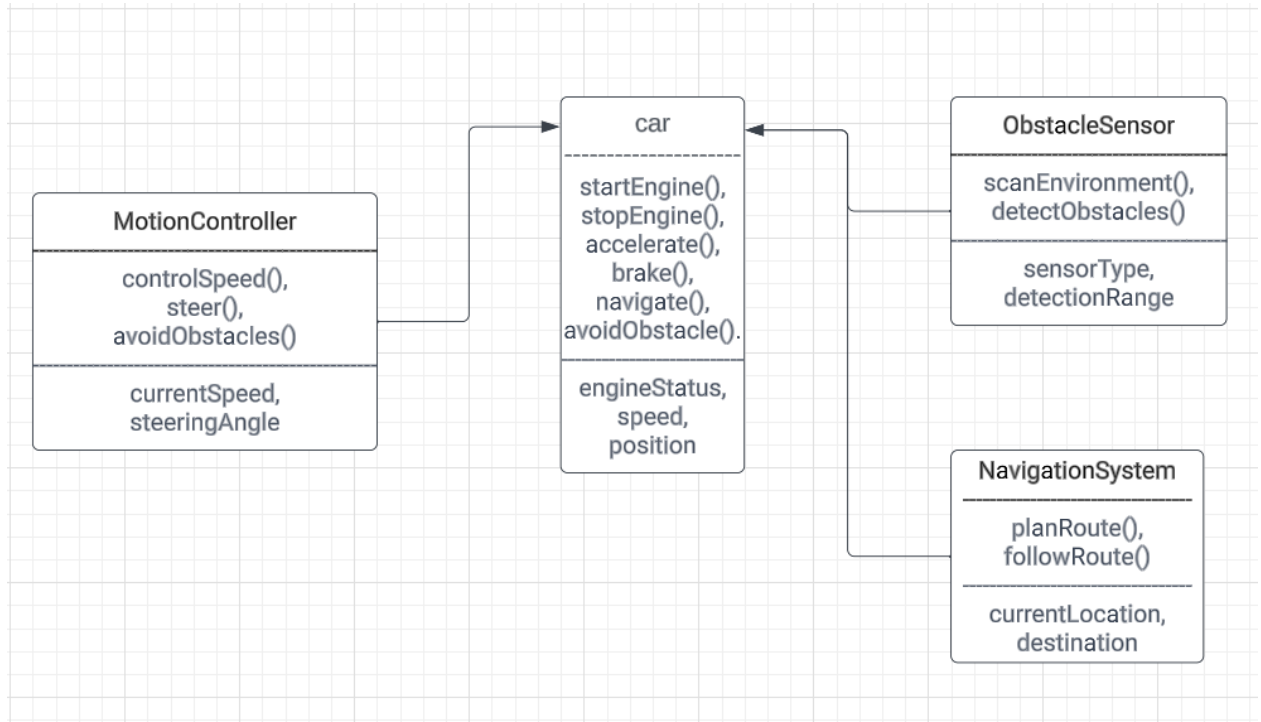 MotionController
controlSpeed(),
steer(),
avoidObstacles()
currentSpeed,
steeringAngle
car
startEngine(),
stopEngine(),
accelerate(),
brake(),
navigate(),
avoidObstacle().
engineStatus,
speed,
position
ObstacleSensor
scanEnvironment(),
detectObstacles()
sensorType,
detectionRange
NavigationSystem
planRoute(),
followRoute()
currentLocation,
destination